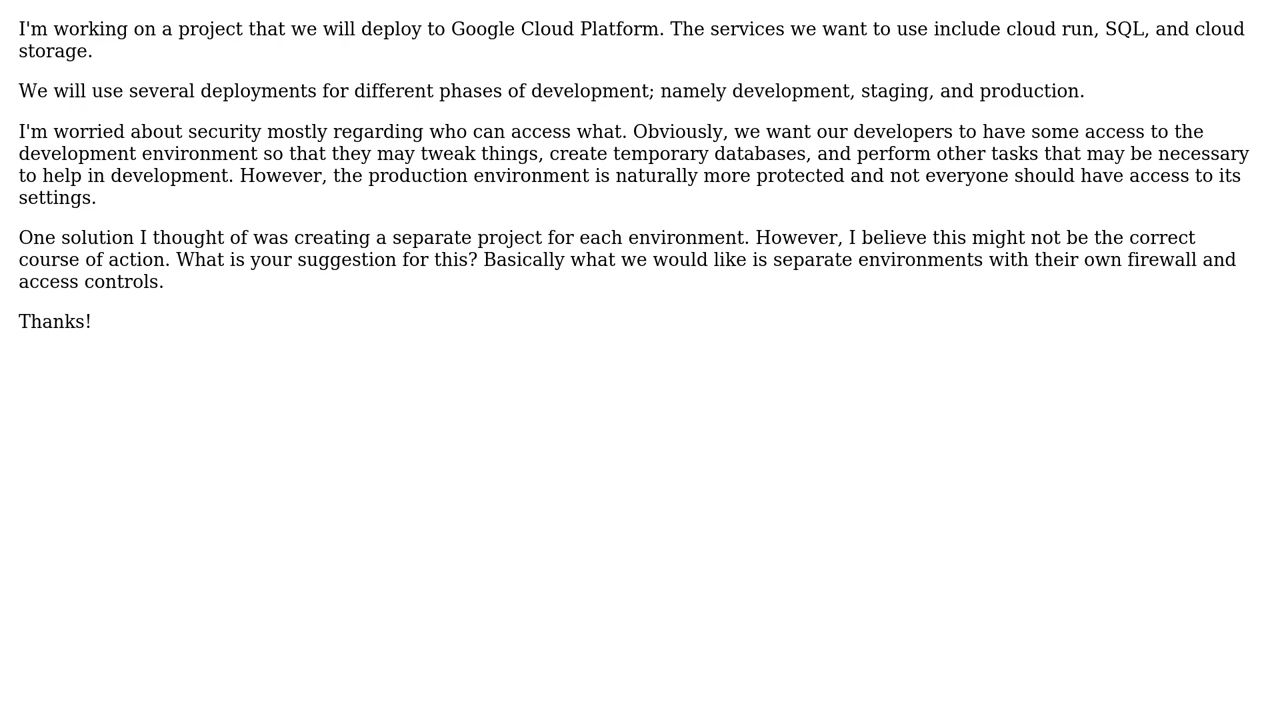 I'm working on a project that we will deploy to Google Cloud Platform. The services we want to use include cloud run, SQL, and cloud
storage.
We will use several deployments for different phases of development; namely development, staging, and production.
I'm worried about security mostly regarding who can access what. Obviously, we want our developers to have some access to the
development environment so that they may tweak things, create temporary databases, and perform other tasks that may be necessary
to help in development. However, the production environment is naturally more protected and not everyone should have access to its
settings.
One solution I thought of was creating a separate project for each environment. However, I believe this might not be the correct
course of action. What is your suggestion for this? Basically what we would like is separate environments with their own firewall and
access controls.
Thanks!